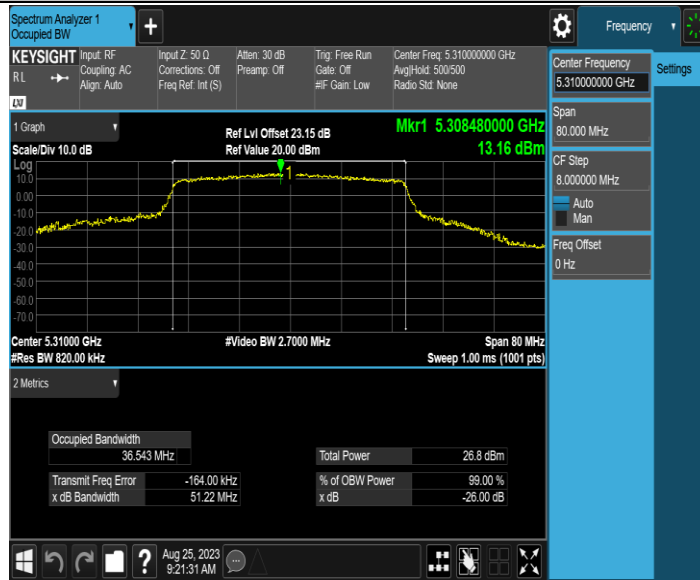 Spectrum Analyzer 1
Occupied BW
+
Frequency
KEYSIGHT
RL
LXI
Input: RF
Coupling: AC
Align: Auto
Input Z: 50 Ω
Corrections: Off
Freq Ref: Int (S)
Atten: 30 dB
Preamp: Off
Trig: Free Run
Gate: Off
#IF Gain: Low
Center Freq: 5.310000000 GHz
Avg|Hold: 500/500
Radio Std: None
Center Frequency
5.310000000 GHz
Settings
Span
80.000 MHz
CF Step
8.000000 MHz
Auto
Man
Freq Offset
0 Hz
1 Graph
Scale/Div 10.0 dB
Ref Lvl Offset 23.15 dB
Ref Value 20.00 dBm
Mkr1 5.308480000 GHz
13.16 dBm
Log
10.0
0.00
-10.0
-20.0
-30.0
-40.0
-50.0
-60.0
-70.0
1
Center 5.31000 GHz
#Res BW 820.00 kHz
#Video BW 2.7000 MHz
Span 80 MHz
Sweep 1.00 ms (1001 pts)
2 Metrics
Occupied Bandwidth
36.543 MHz
Total Power 26.8 dBm
Transmit Freq Error -164.00 kHz
% of OBW Power 99.00 %
x dB Bandwidth 51.22 MHz
x dB -26.00 dB
?
Aug 25, 2023
9:21:31 AM